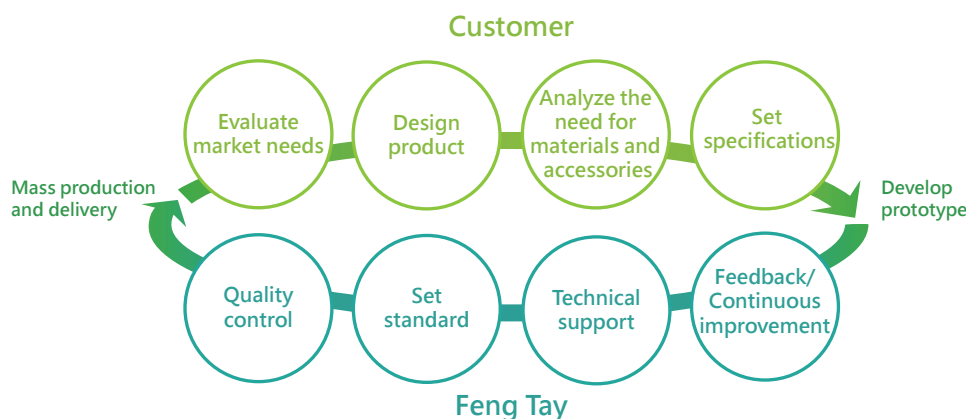 Customer
Evaluate
market needs
Design
product
Analyze the
need for
materials and
accessories
Set
specifications
Mass production
and delivery
Develop
prototype
Quality
control
Set
standard
Technical
support
Feedback/
Continuous
improvement
Feng Tay